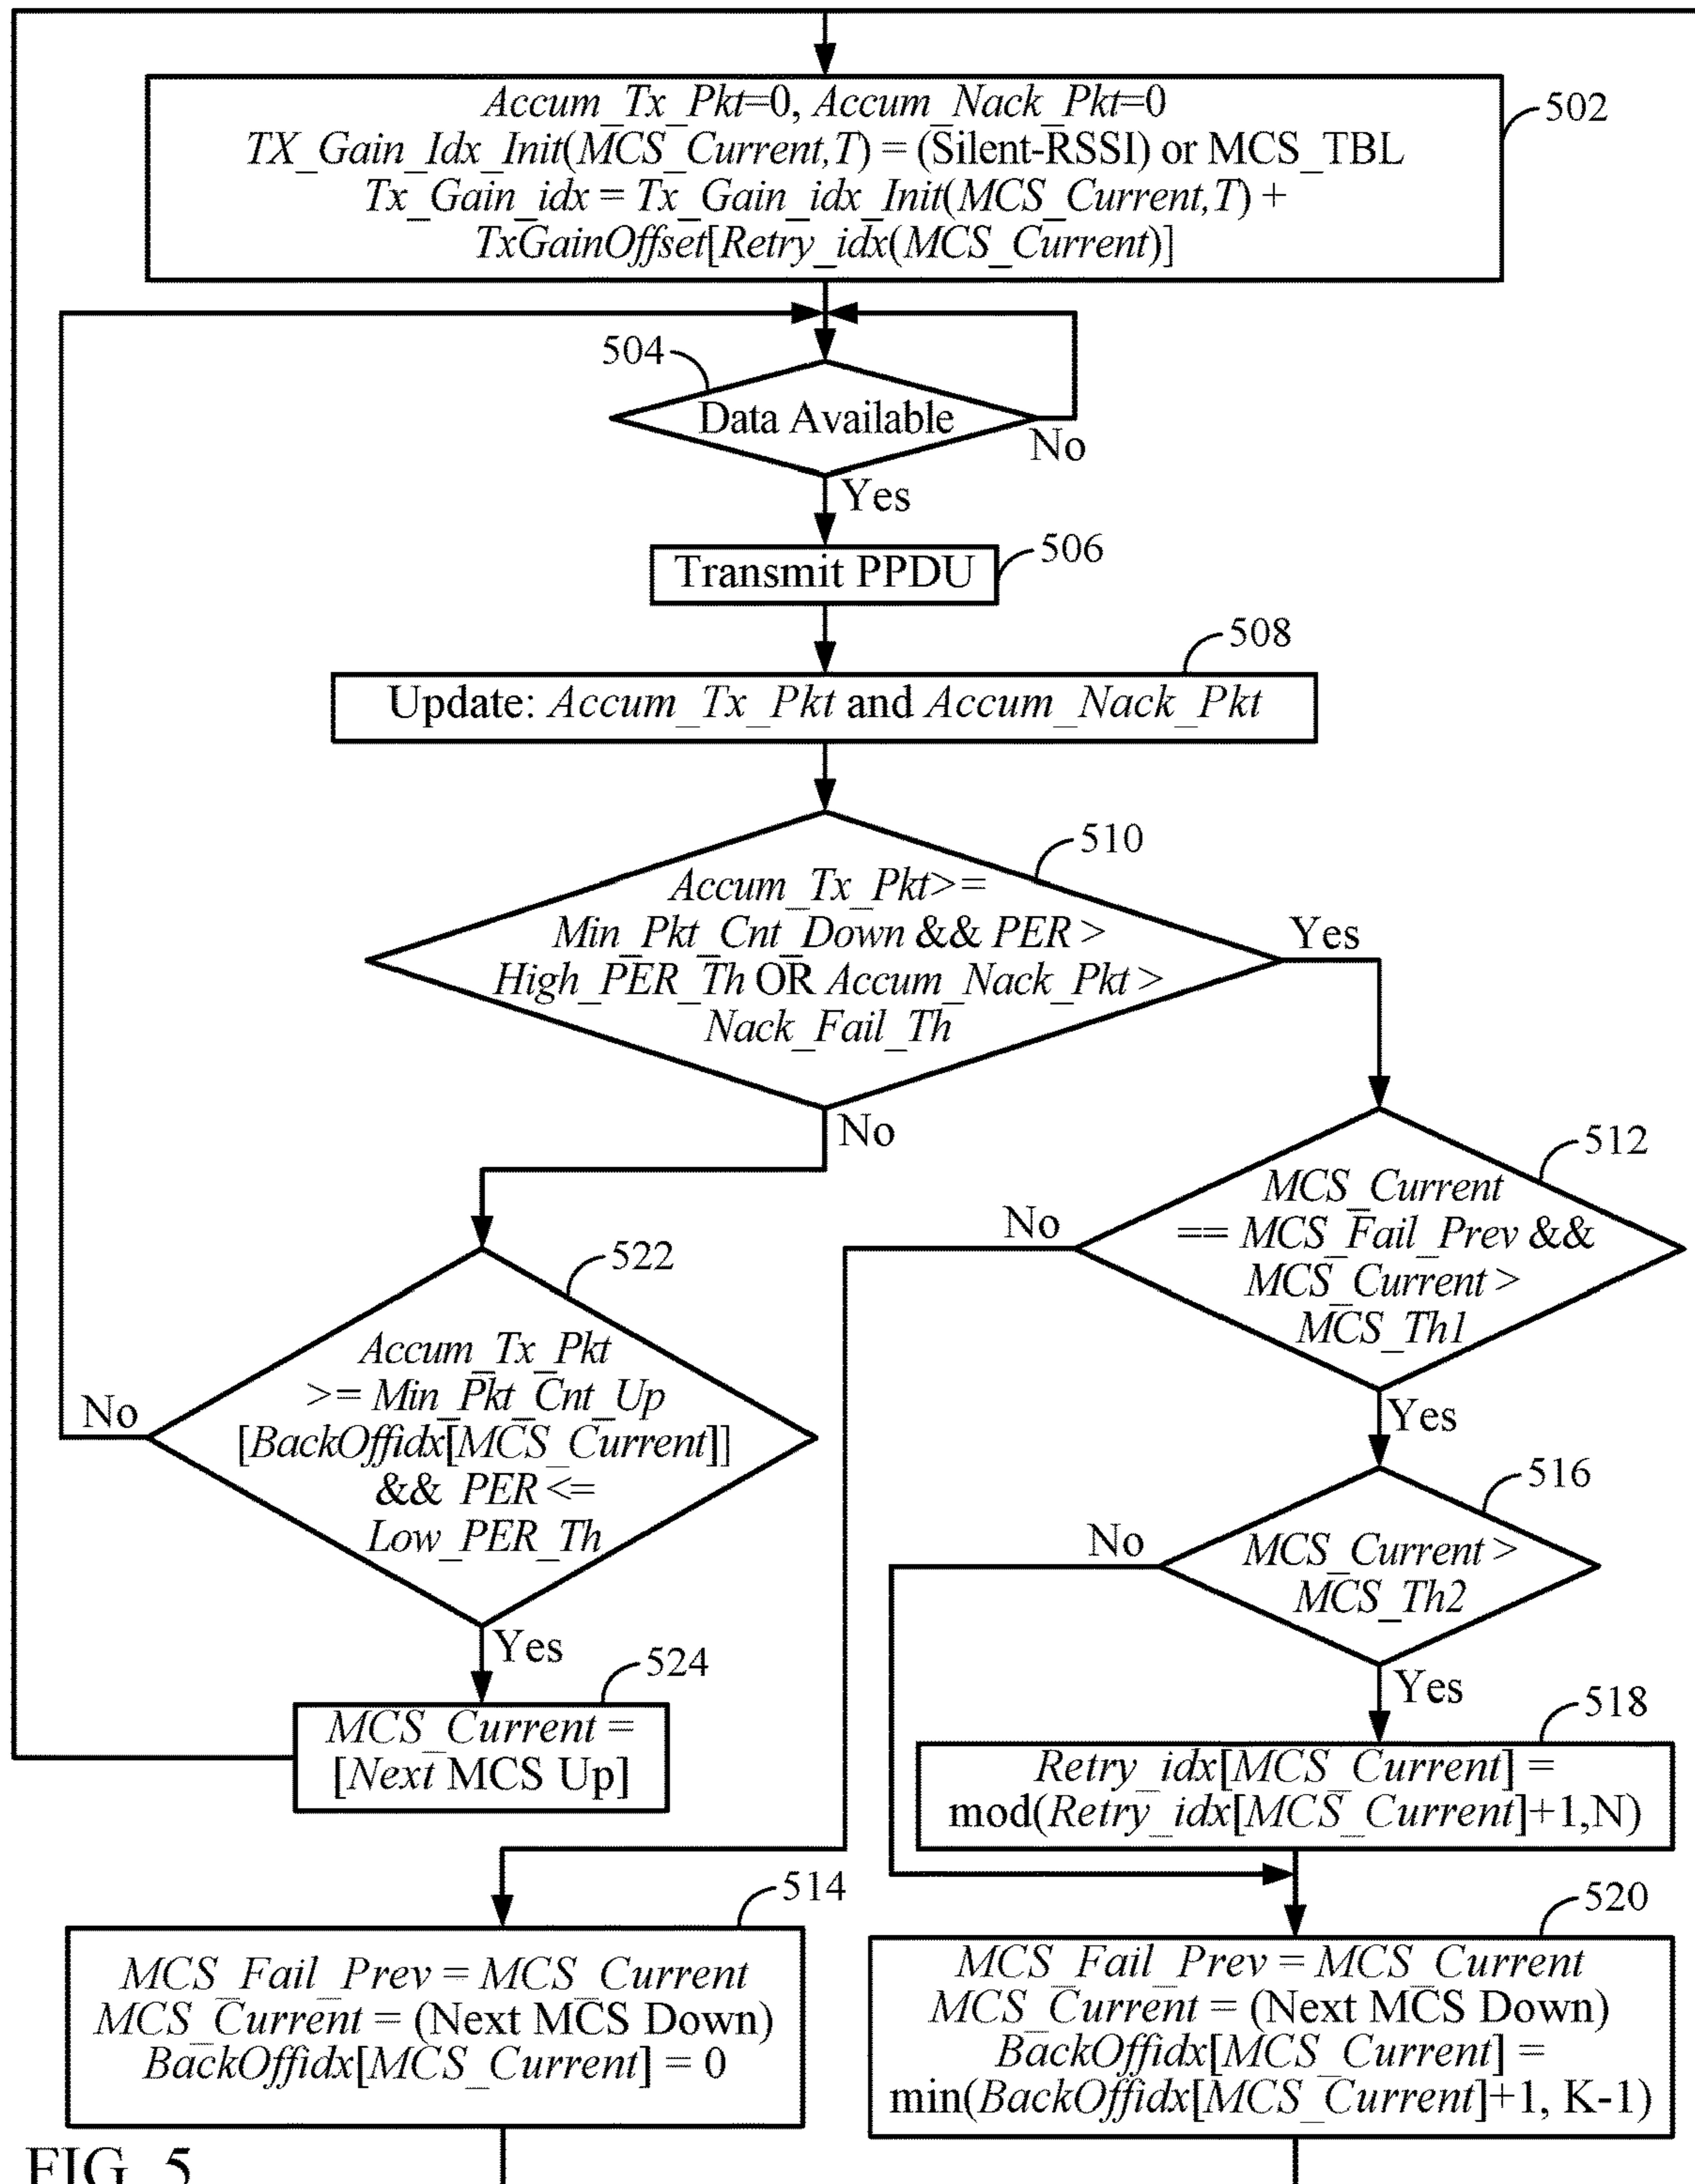 Accum_Tx_Pkt=0, Accum_Nack_Pkt=0
TX_Gain_Idx_Init(MCS_Current,T) = (Silent-RSSI) or MCS_TBL
Tx_Gain_idx = Tx_Gain_idx_Init(MCS_Current,T) +
TxGainOffset[Retry_idx(MCS_Current)]
502
504
Data Available
No
Yes
Transmit PPDU
506
508
Update: Accum_Tx_Pkt and Accum_Nack_Pkt
510
Accum_Tx_Pkt>=
Min_Pkt_Cnt_Down && PER >
High_PER_Th OR Accum_Nack_Pkt >
Nack_Fail_Th
Yes
No
512
MCS_Current
== MCS_Fail_Prev &&
MCS_Current >
MCS_Th1
No
Yes
522
Accum_Tx_Pkt
>= Min_Pkt_Cnt_Up
[BackOffidx[MCS_Current]]
&& PER <=
Low_PER_Th
No
Yes
516
MCS_Current >
MCS_Th2
No
Yes
524
MCS_Current =
[Next MCS Up]
518
Retry_idx[MCS_Current] =
mod(Retry_idx[MCS_Current]+1,N)
514
MCS_Fail_Prev = MCS_Current
MCS_Current = (Next MCS Down)
BackOffidx[MCS_Current] = 0
520
MCS_Fail_Prev = MCS_Current
MCS_Current = (Next MCS Down)
BackOffidx[MCS_Current] =
min(BackOffidx[MCS_Current]+1, K-1)
FIG. 5